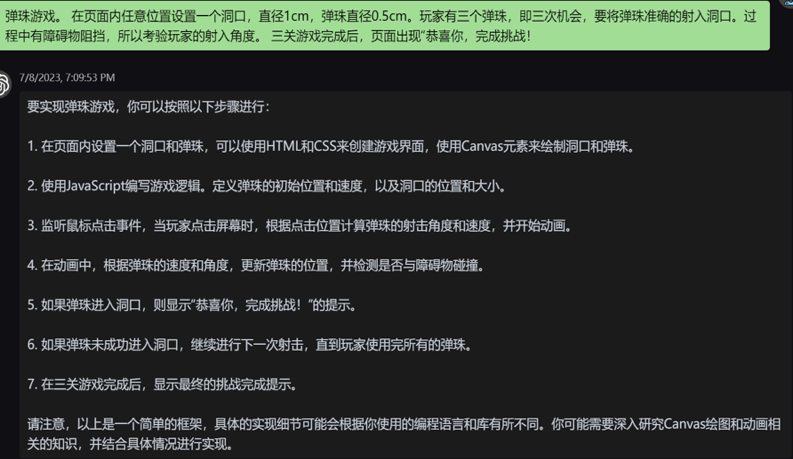 弹珠游戏。 在页面内任意位置设置一个洞口，直径1cm，弹珠直径0.5cm。玩家有三个弹珠，即三次机会，要将弹珠准确的射入洞口。过
程中有障碍物阻挡，所以考验玩家的射入角度。 三关游戏完成后，页面出现“恭喜你，完成挑战！
7/8/2023, 7:09:53 PM
要实现弹珠游戏，你可以按照以下步骤进行：
1. 在页面内设置一个洞口和弹珠，可以使用HTML和CSS来创建游戏界面，使用Canvas元素来绘制洞口和弹珠。
2. 使用JavaScript编写游戏逻辑。定义弹珠的初始位置和速度，以及洞口的位置和大小。
3. 监听鼠标点击事件，当玩家点击屏幕时，根据点击位置计算弹珠的射击角度和速度，并开始动画。
4. 在动画中，根据弹珠的速度和角度，更新弹珠的位置，并检测是否与障碍物碰撞。
5. 如果弹珠进入洞口，则显示“恭喜你，完成挑战！”的提示。
6. 如果弹珠未成功进入洞口，继续进行下一次射击，直到玩家使用完所有的弹珠。
7. 在三关游戏完成后，显示最终的挑战完成提示。
请注意，以上是一个简单的框架，具体的实现细节可能会根据你使用的编程语言和库有所不同。你可能需要深入研究Canvas绘图和动画相
关的知识，并结合具体情况进行实现。